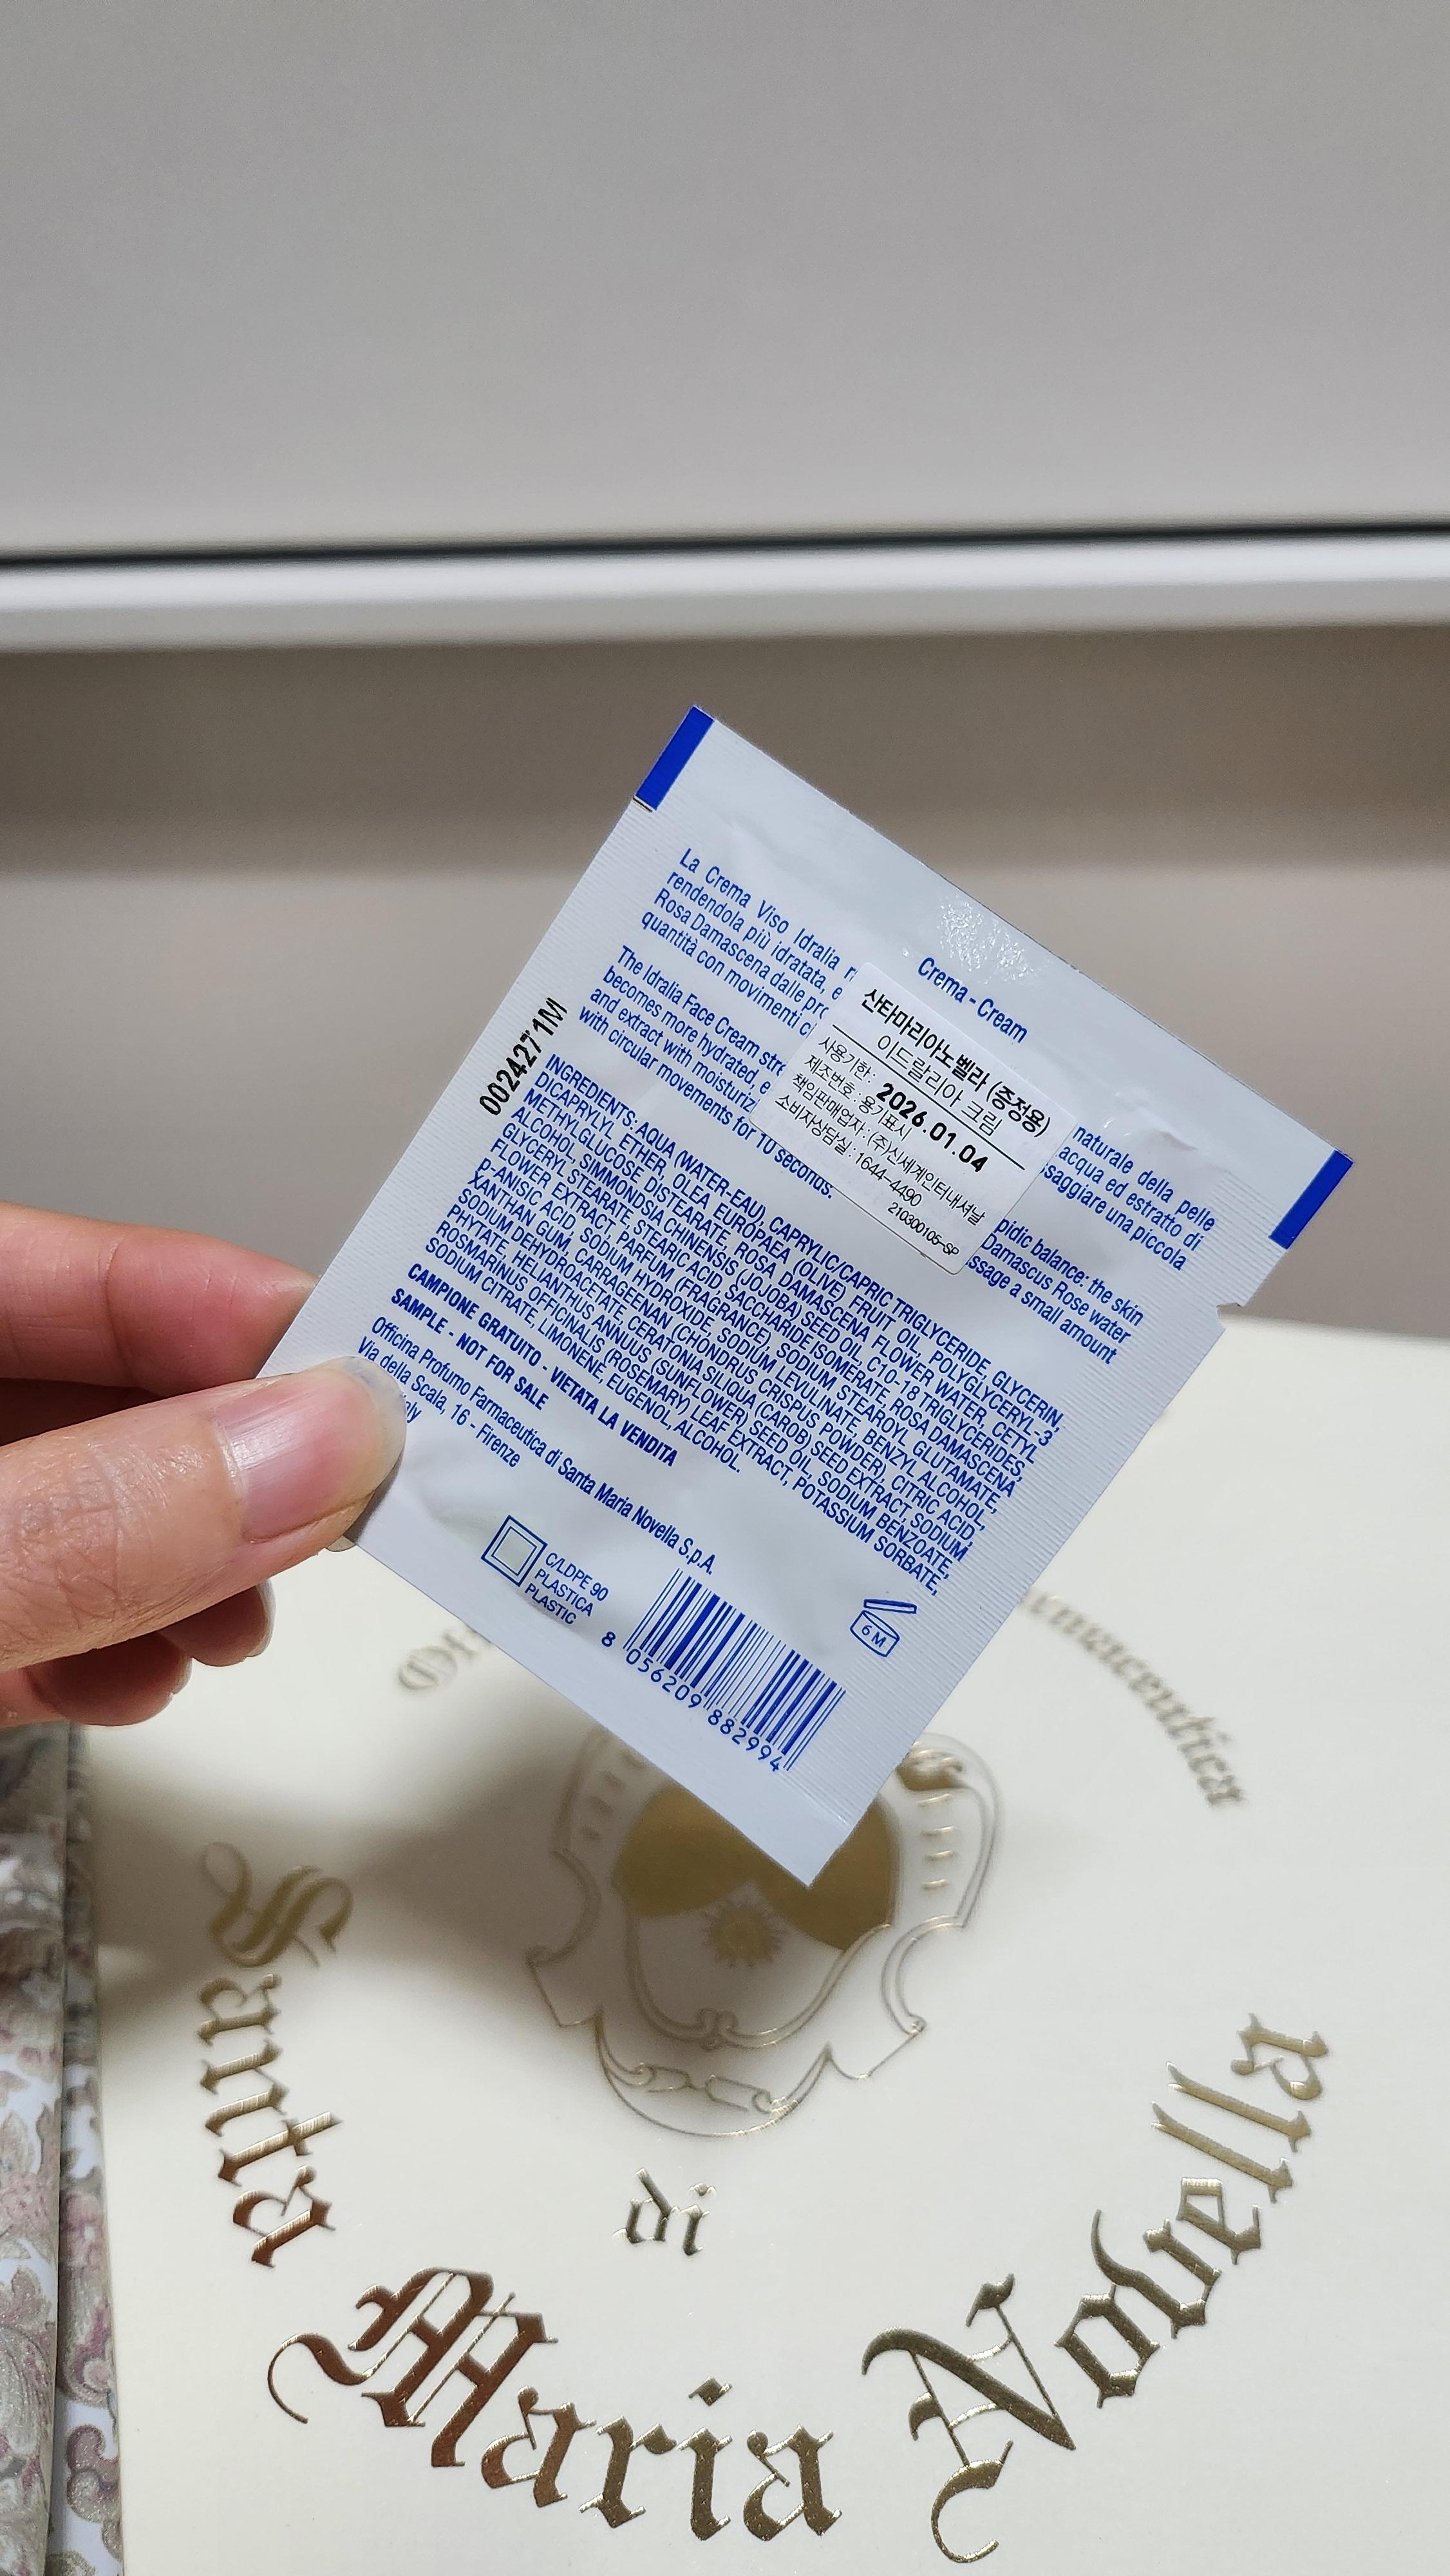 Crema - Cream
La Crema Viso Idralia naturale della pelle
rendendola più idratata, acqua ed estratto di
Rosa Damascena dalle saggiare una piccola
quantità con movimenti
The Idralia Face Cream pidic balance: the skin
becomes more hydrated, Damascus Rose water
and extract with ssage a small amount
with circular movements for 10 seconds.
산타마리아노벨라 (증정용)
이드랄리아 크림
사용기한 : 2026.01.04
제조번호 : 용기표시
책임판매업자 : (주)신세계인터내셔날
소비자상담실 : 1644-4490
210300105-SP
0024271M
INGREDIENTS: AQUA (WATER-EAU), CAPRYLIC/CAPRIC TRIGLYCERIDE, GLYCERIN,
DICAPRYLYL ETHER, OLEA EUROPAEA (OLIVE) FRUIT OIL, POLYGLYCERYL-3
METHYLGLUCOSE DISTEARATE, ROSA DAMASCENA FLOWER WATER, CETYL
ALCOHOL, SIMMONDSIA CHINENSIS (JOJOBA) SEED OIL, C10-18 TRIGLYCERIDES,
GLYCERYL STEARATE, STEARIC ACID, SACCHARIDE ISOMERATE, ROSA DAMASCENA
FLOWER EXTRACT, PARFUM (FRAGRANCE), SODIUM STEAROYL GLUTAMATE,
p-ANISIC ACID, SODIUM HYDROXIDE, SODIUM LEVULINATE, BENZYL ALCOHOL,
XANTHAN GUM, CARRAGEENAN (CHONDRUS CRISPUS POWDER), CITRIC ACID,
SODIUM DEHYDROACETATE, CERATONIA SILIQUA (CAROB) SEED EXTRACT, SODIUM
PHYTATE, HELIANTHUS ANNUUS (SUNFLOWER) SEED OIL, SODIUM BENZOATE,
ROSMARINUS OFFICINALIS (ROSEMARY) LEAF EXTRACT, POTASSIUM SORBATE,
SODIUM CITRATE, LIMONENE, EUGENOL, ALCOHOL.
CAMPIONE GRATUITO - VIETATA LA VENDITA
SAMPLE - NOT FOR SALE
Officina Profumo Farmaceutica di Santa Maria Novella S.p.A.
Via della Scala, 16 - Firenze
C/LDPE 90
PLASTICA
PLASTIC
8 056209 882994
6 M.
di
Santa Maria Novella